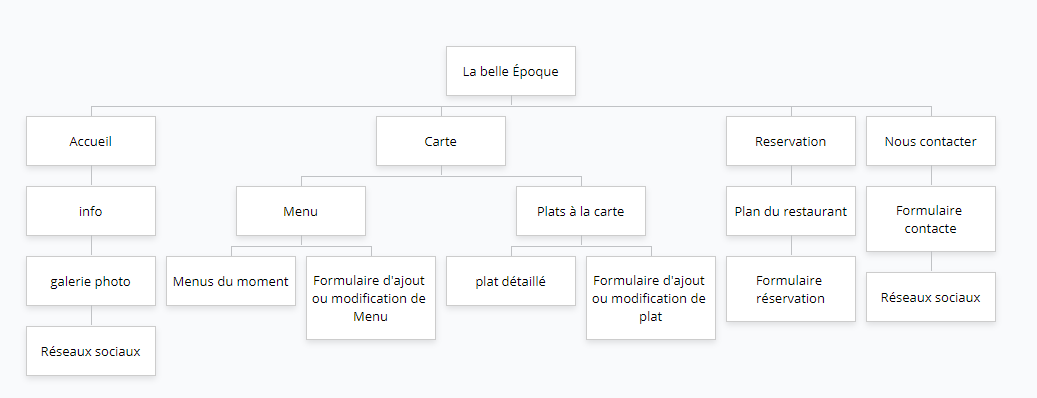 La belle Époque
Accueil
Carte
Reservation
Nous contacter
info
Menu
Plats à la carte
Plan du restaurant
Formulaire
contacte
galerie photo
Menus du moment
Formulaire d'ajout
ou modification de
Menu
plat détaillé
Formulaire d'ajout
ou modification de
plat
Formulaire
réservation
Réseaux sociaux
Réseaux sociaux